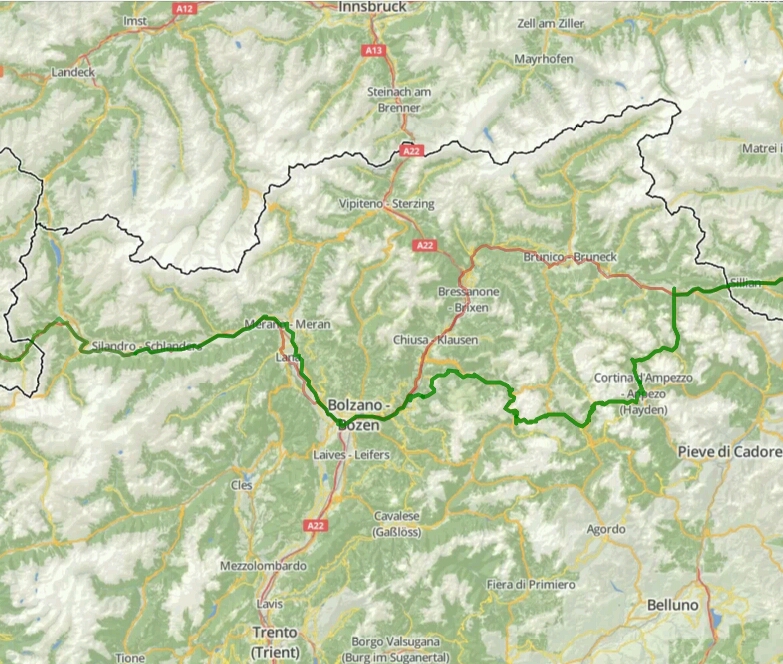 Innsbruck
A12
Imst
Zell am Ziller
A13
Mayrhofen
Landeck
Steinach am
Brenner
A22
Matrei i
Vipiteno - Sterzing
A22
Brunico - Bruneck
Sillian
Bressanone
- Brixen
Merano - Meran
Chiusa - Klausen
Silandro - Schlanders
Lana
Cortina d'Ampezzo
- Anpezo
(Hayden)
Bolzano -
Bozen
Laives - Leifers
Pieve di Cadore
Cles
Cavalese
(Gaßlöss)
A22
Agordo
Mezzolombardo
Fiera di Primiero
Lavis
Belluno
Trento
(Trient)
Borgo Valsugana
(Burg im Suganertal)
Tione